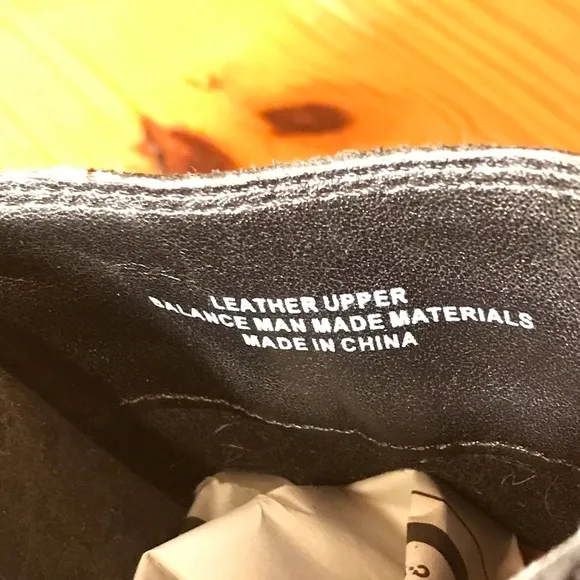 LEATHER UPPER
BALANCE MAN MADE MATERIALS
MADE IN CHINA